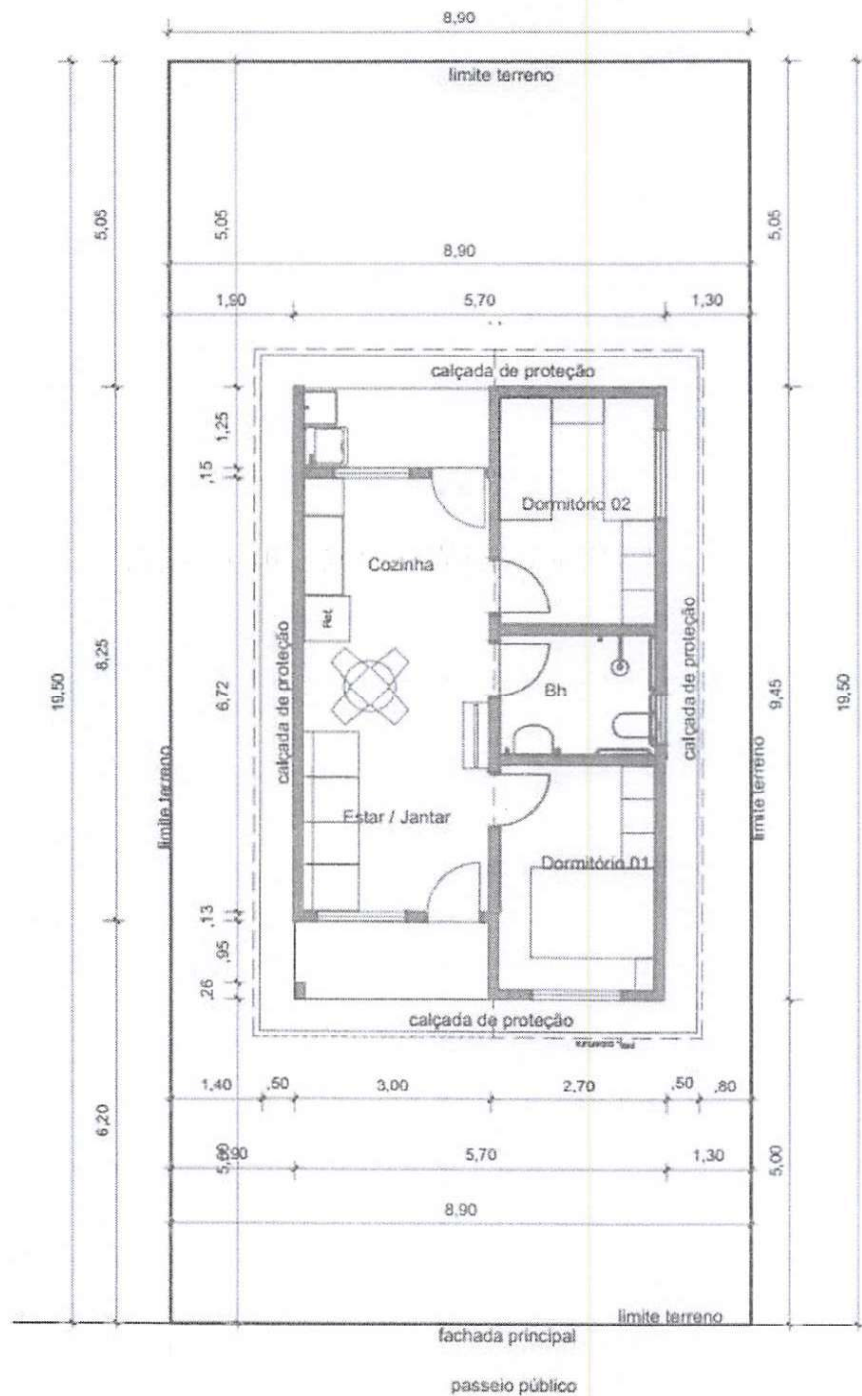 8,90
limite terreno
5,05
5,05
5,05
8,90
1,90
5,70
1,30
calçada de proteção
1,25
,15
Dormitório 02
Cozinha
Ref.
calçada de proteção
calçada de proteção
19,50
8,25
6,72
9,45
19,50
Bh
limite terreno
limite terreno
Estar / Jantar
Dormitório 01
,13
,95
,26
calçada de proteção
1,40
,50
3,00
2,70
,50
,80
6,20
5,70
1,30
5,00
8,90
limite terreno
fachada principal
passeio público